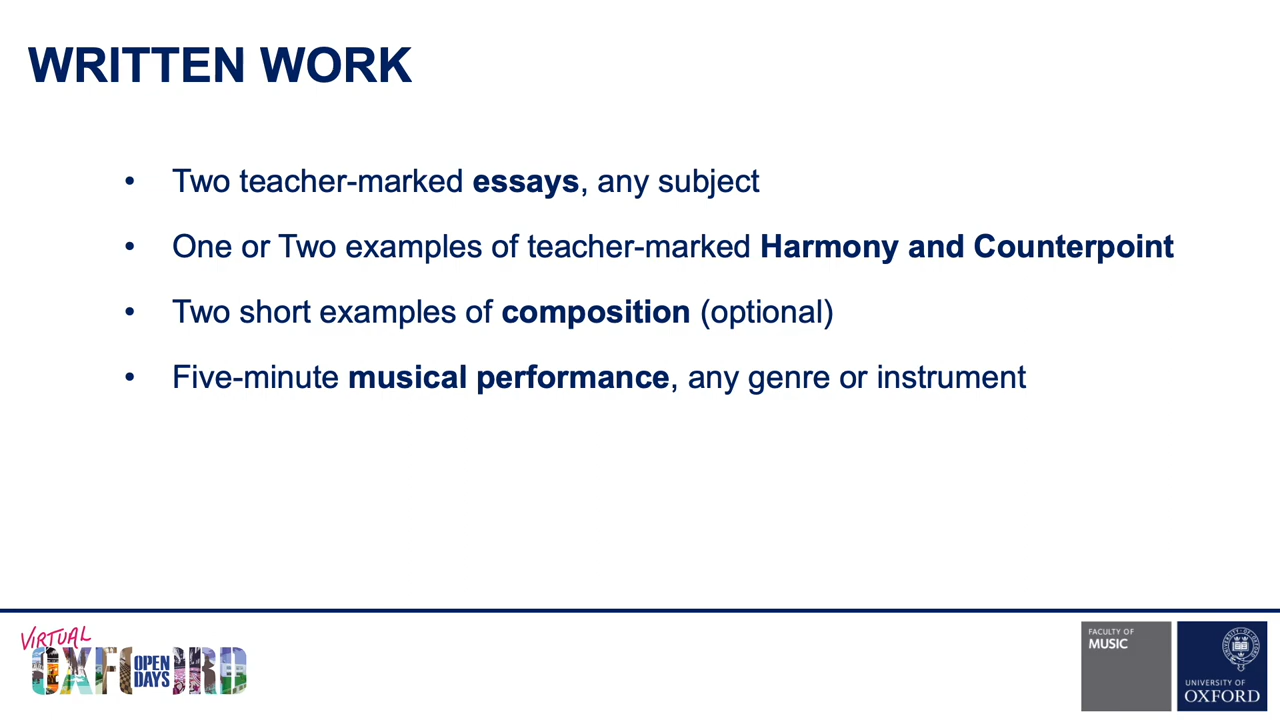 WRITTEN WORK
• Two teacher-marked essays, any subject
• One or Two examples of teacher-marked Harmony and Counterpoint
• Two short examples of composition (optional)
• Five-minute musical performance, any genre or instrument
VIRTUAL
OXFORD
OPEN
DAYS
FACULTY OF
MUSIC
UNIVERSITY OF
OXFORD